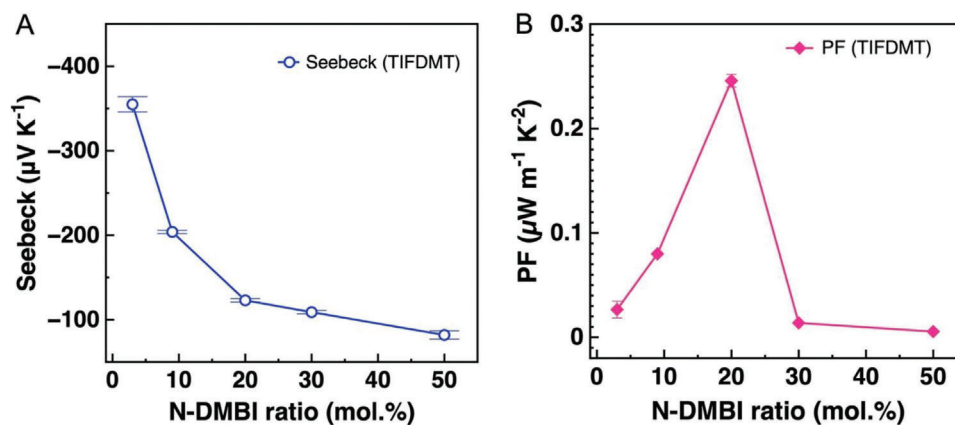 A
Seebeck (µV K⁻¹)
–400
–300
–200
–100
Seebeck (TIFDMT)
0 10 20 30 40 50
N-DMBI ratio (mol.%)
B
PF (µW m⁻¹ K⁻²)
0.3
0.2
0.1
0
PF (TIFDMT)
0 10 20 30 40 50
N-DMBI ratio (mol.%)